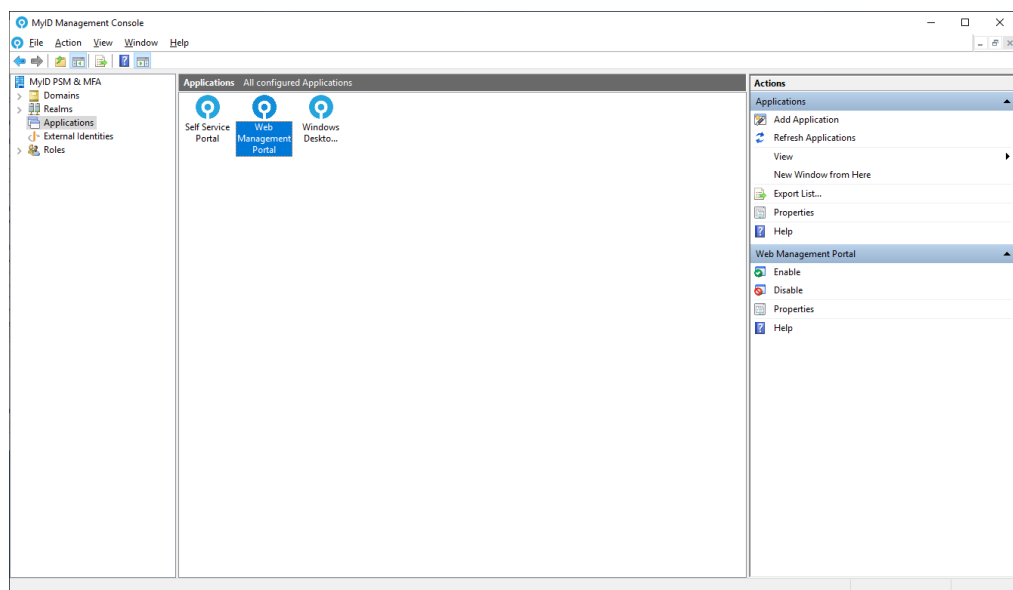 MyID Management Console
File Action View Window Help
MyID PSM & MFA
Domains
Realms
Applications
External Identities
Roles
Applications All configured Applications
Self Service
Portal
Web
Management
Portal
Windows
Deskto...
Actions
Applications
Add Application
Refresh Applications
View
New Window from Here
Export List...
Properties
Help
Web Management Portal
Enable
Disable
Properties
Help